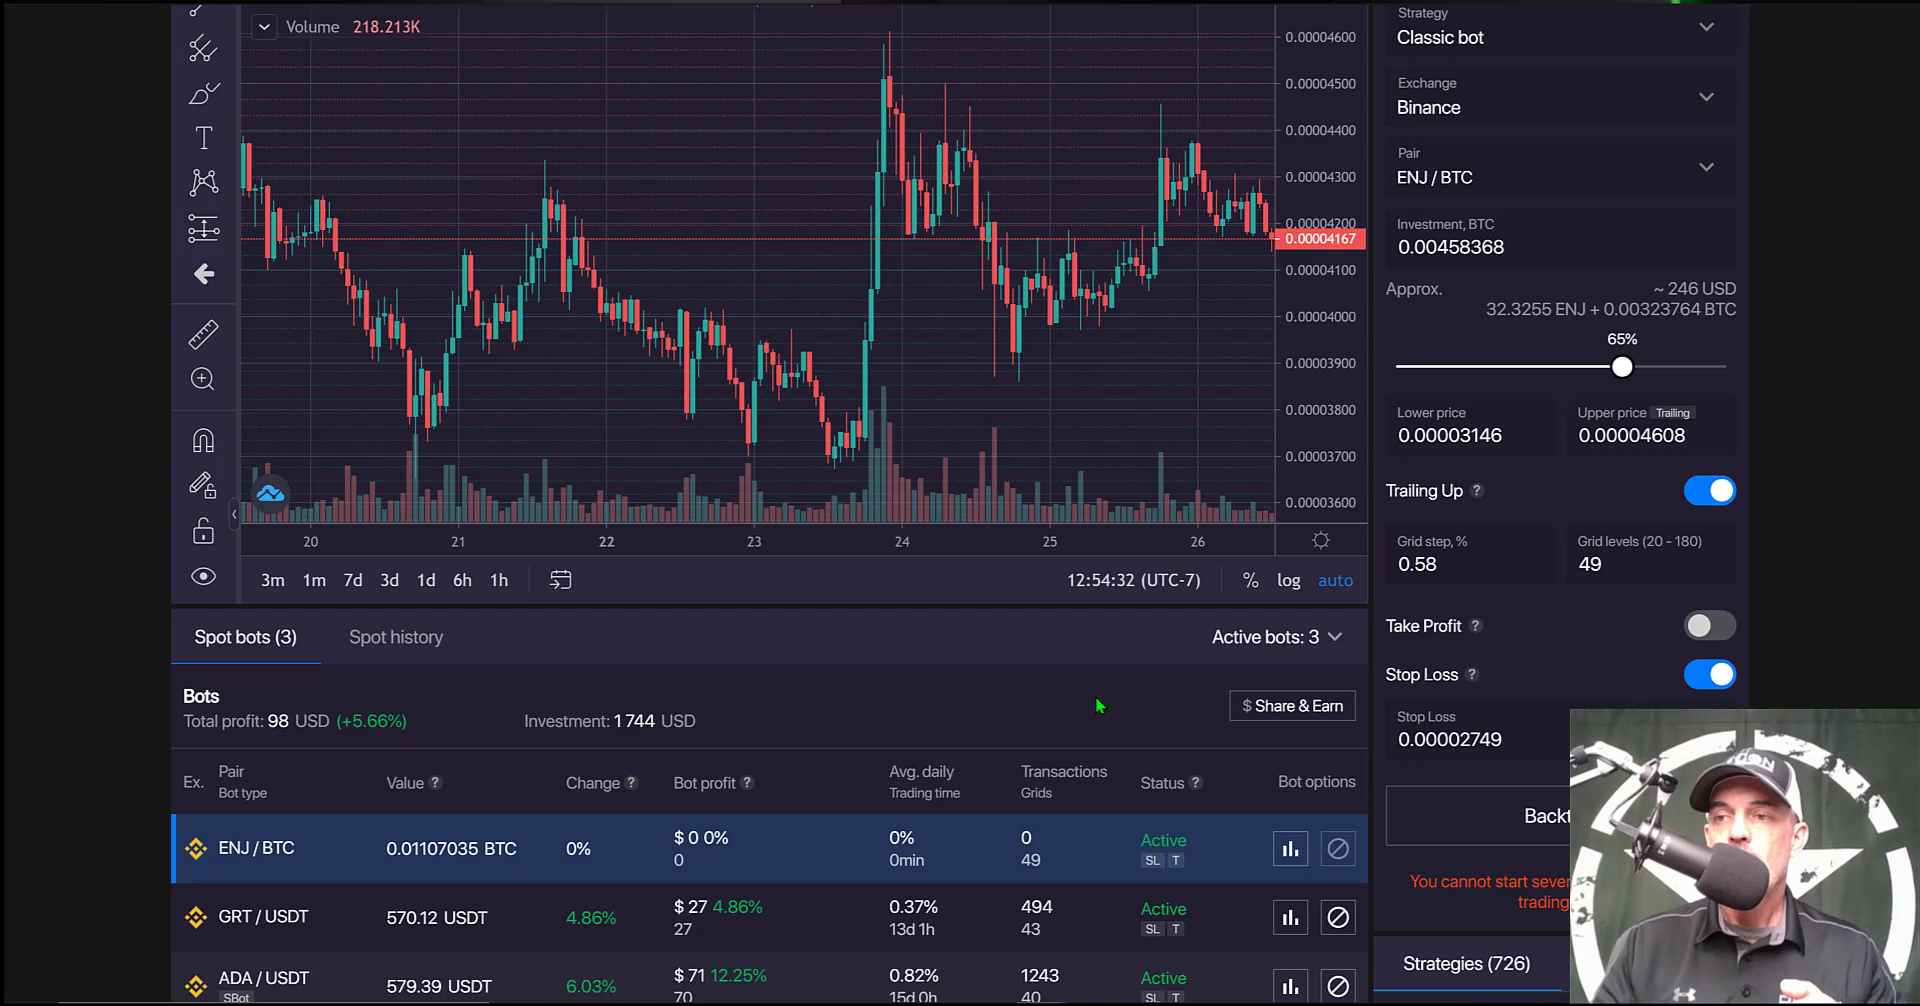 Volume 218.213K
0.00004600
0.00004500
0.00004400
0.00004300
0.00004200
0.00004167
0.00004100
0.00004000
0.00003900
0.00003800
0.00003700
0.00003600
20 21 22 23 24 25 26
3m 1m 7d 3d 1d 6h 1h
12:54:32 (UTC-7) % log auto
Spot bots (3) Spot history Active bots: 3
Bots
Total profit: 98 USD (+5.66%) Investment: 1 744 USD
$ Share & Earn
Ex. Pair Value ? Change ? Bot profit ? Avg. daily Transactions Status ? Bot options
Bot type Trading time Grids
ENJ / BTC 0.01107035 BTC 0% $ 0 0% 0% 0 Active
0 0min 49 SL T
GRT / USDT 570.12 USDT 4.86% $ 27 4.86% 0.37% 494 Active
27 13d 1h 43 SL T
ADA / USDT 579.39 USDT 6.03% $ 71 12.25% 0.82% 1243 Active
SBot 70 15d 0h 40 SL T
Strategy
Classic bot
Exchange
Binance
Pair
ENJ / BTC
Investment, BTC
0.00458368
Approx. ~ 246 USD
32.3255 ENJ + 0.00323764 BTC
65%
Lower price Upper price Trailing
0.00003146 0.00004608
Trailing Up ?
Grid step, % Grid levels (20 - 180)
0.58 49
Take Profit ?
Stop Loss ?
Stop Loss
0.00002749
Backt
You cannot start seve
trading
Strategies (726)